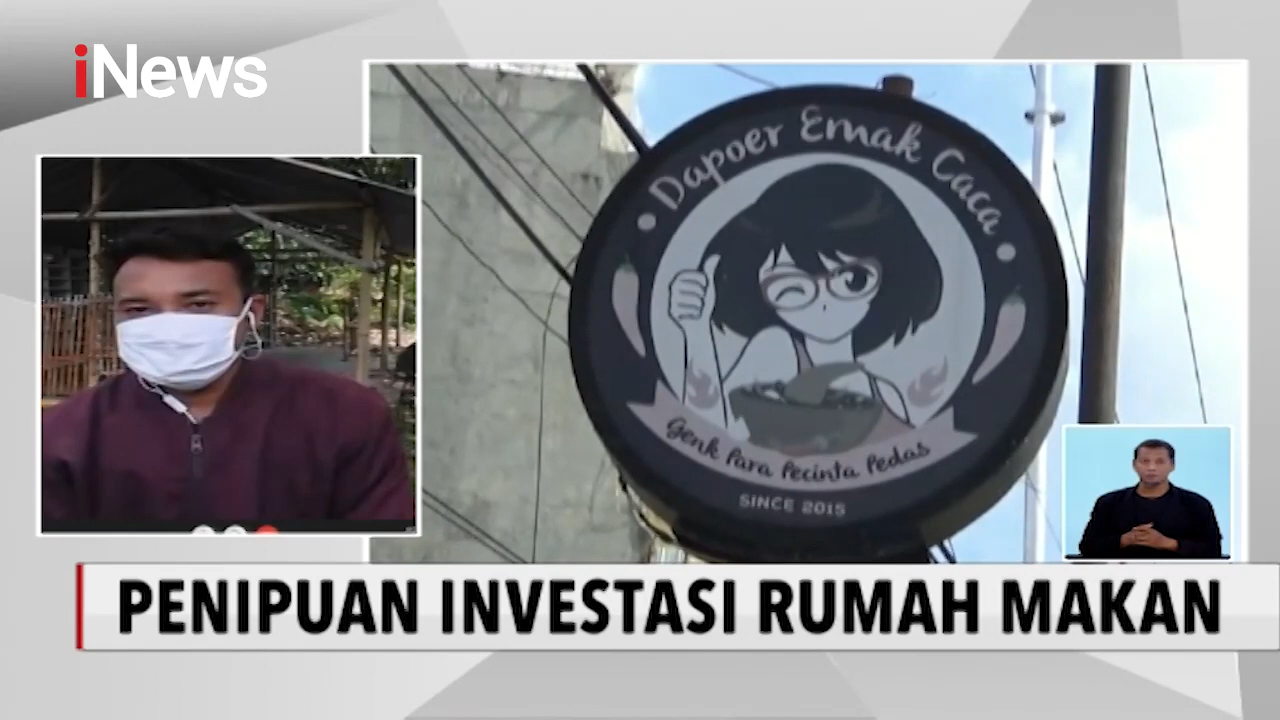 iNews
Dapoer Emak Caca
Genk Para Pecinta Pedas
SINCE 2015
PENIPUAN INVESTASI RUMAH MAKAN